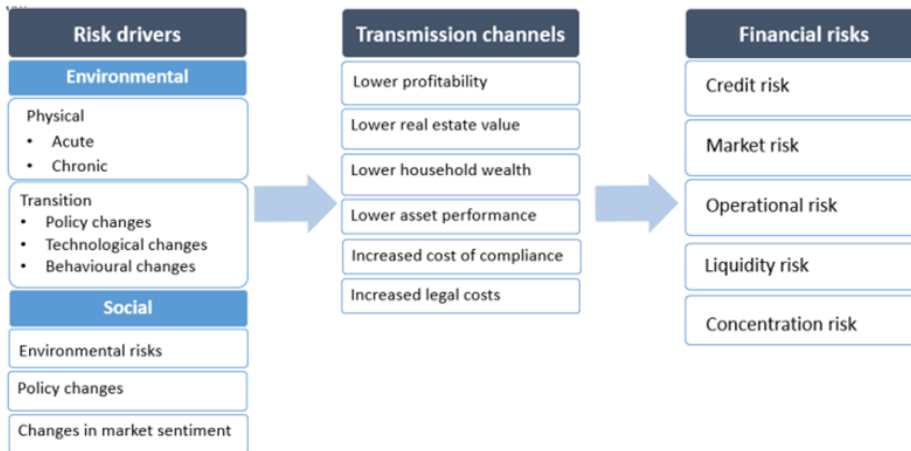 Risk drivers
Environmental
Physical
• Acute
• Chronic
Transition
• Policy changes
• Technological changes
• Behavioural changes
Social
Environmental risks
Policy changes
Changes in market sentiment
Transmission channels
Lower profitability
Lower real estate value
Lower household wealth
Lower asset performance
Increased cost of compliance
Increased legal costs
Financial risks
Credit risk
Market risk
Operational risk
Liquidity risk
Concentration risk